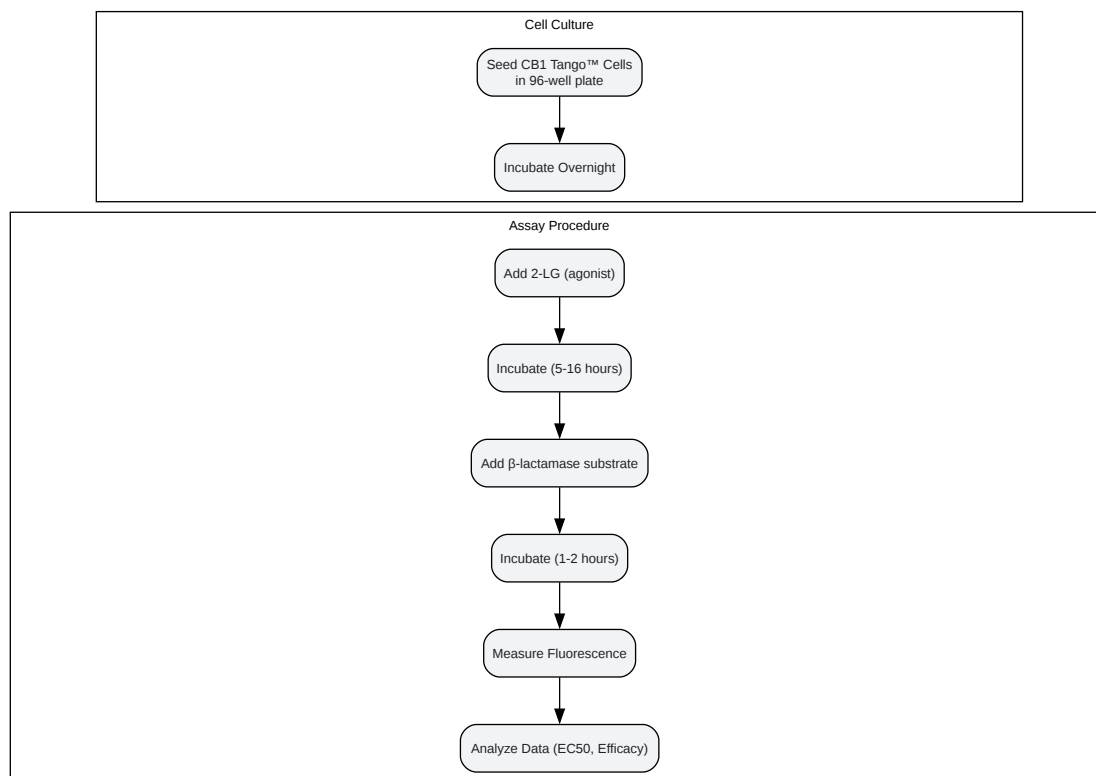 Cell Culture
Seed CB1 Tango™ Cells
in 96-well plate
Incubate Overnight
Assay Procedure
Add 2-LG (agonist)
Incubate (5-16 hours)
Add β-lactamase substrate
Incubate (1-2 hours)
Measure Fluorescence
Analyze Data (EC50, Efficacy)